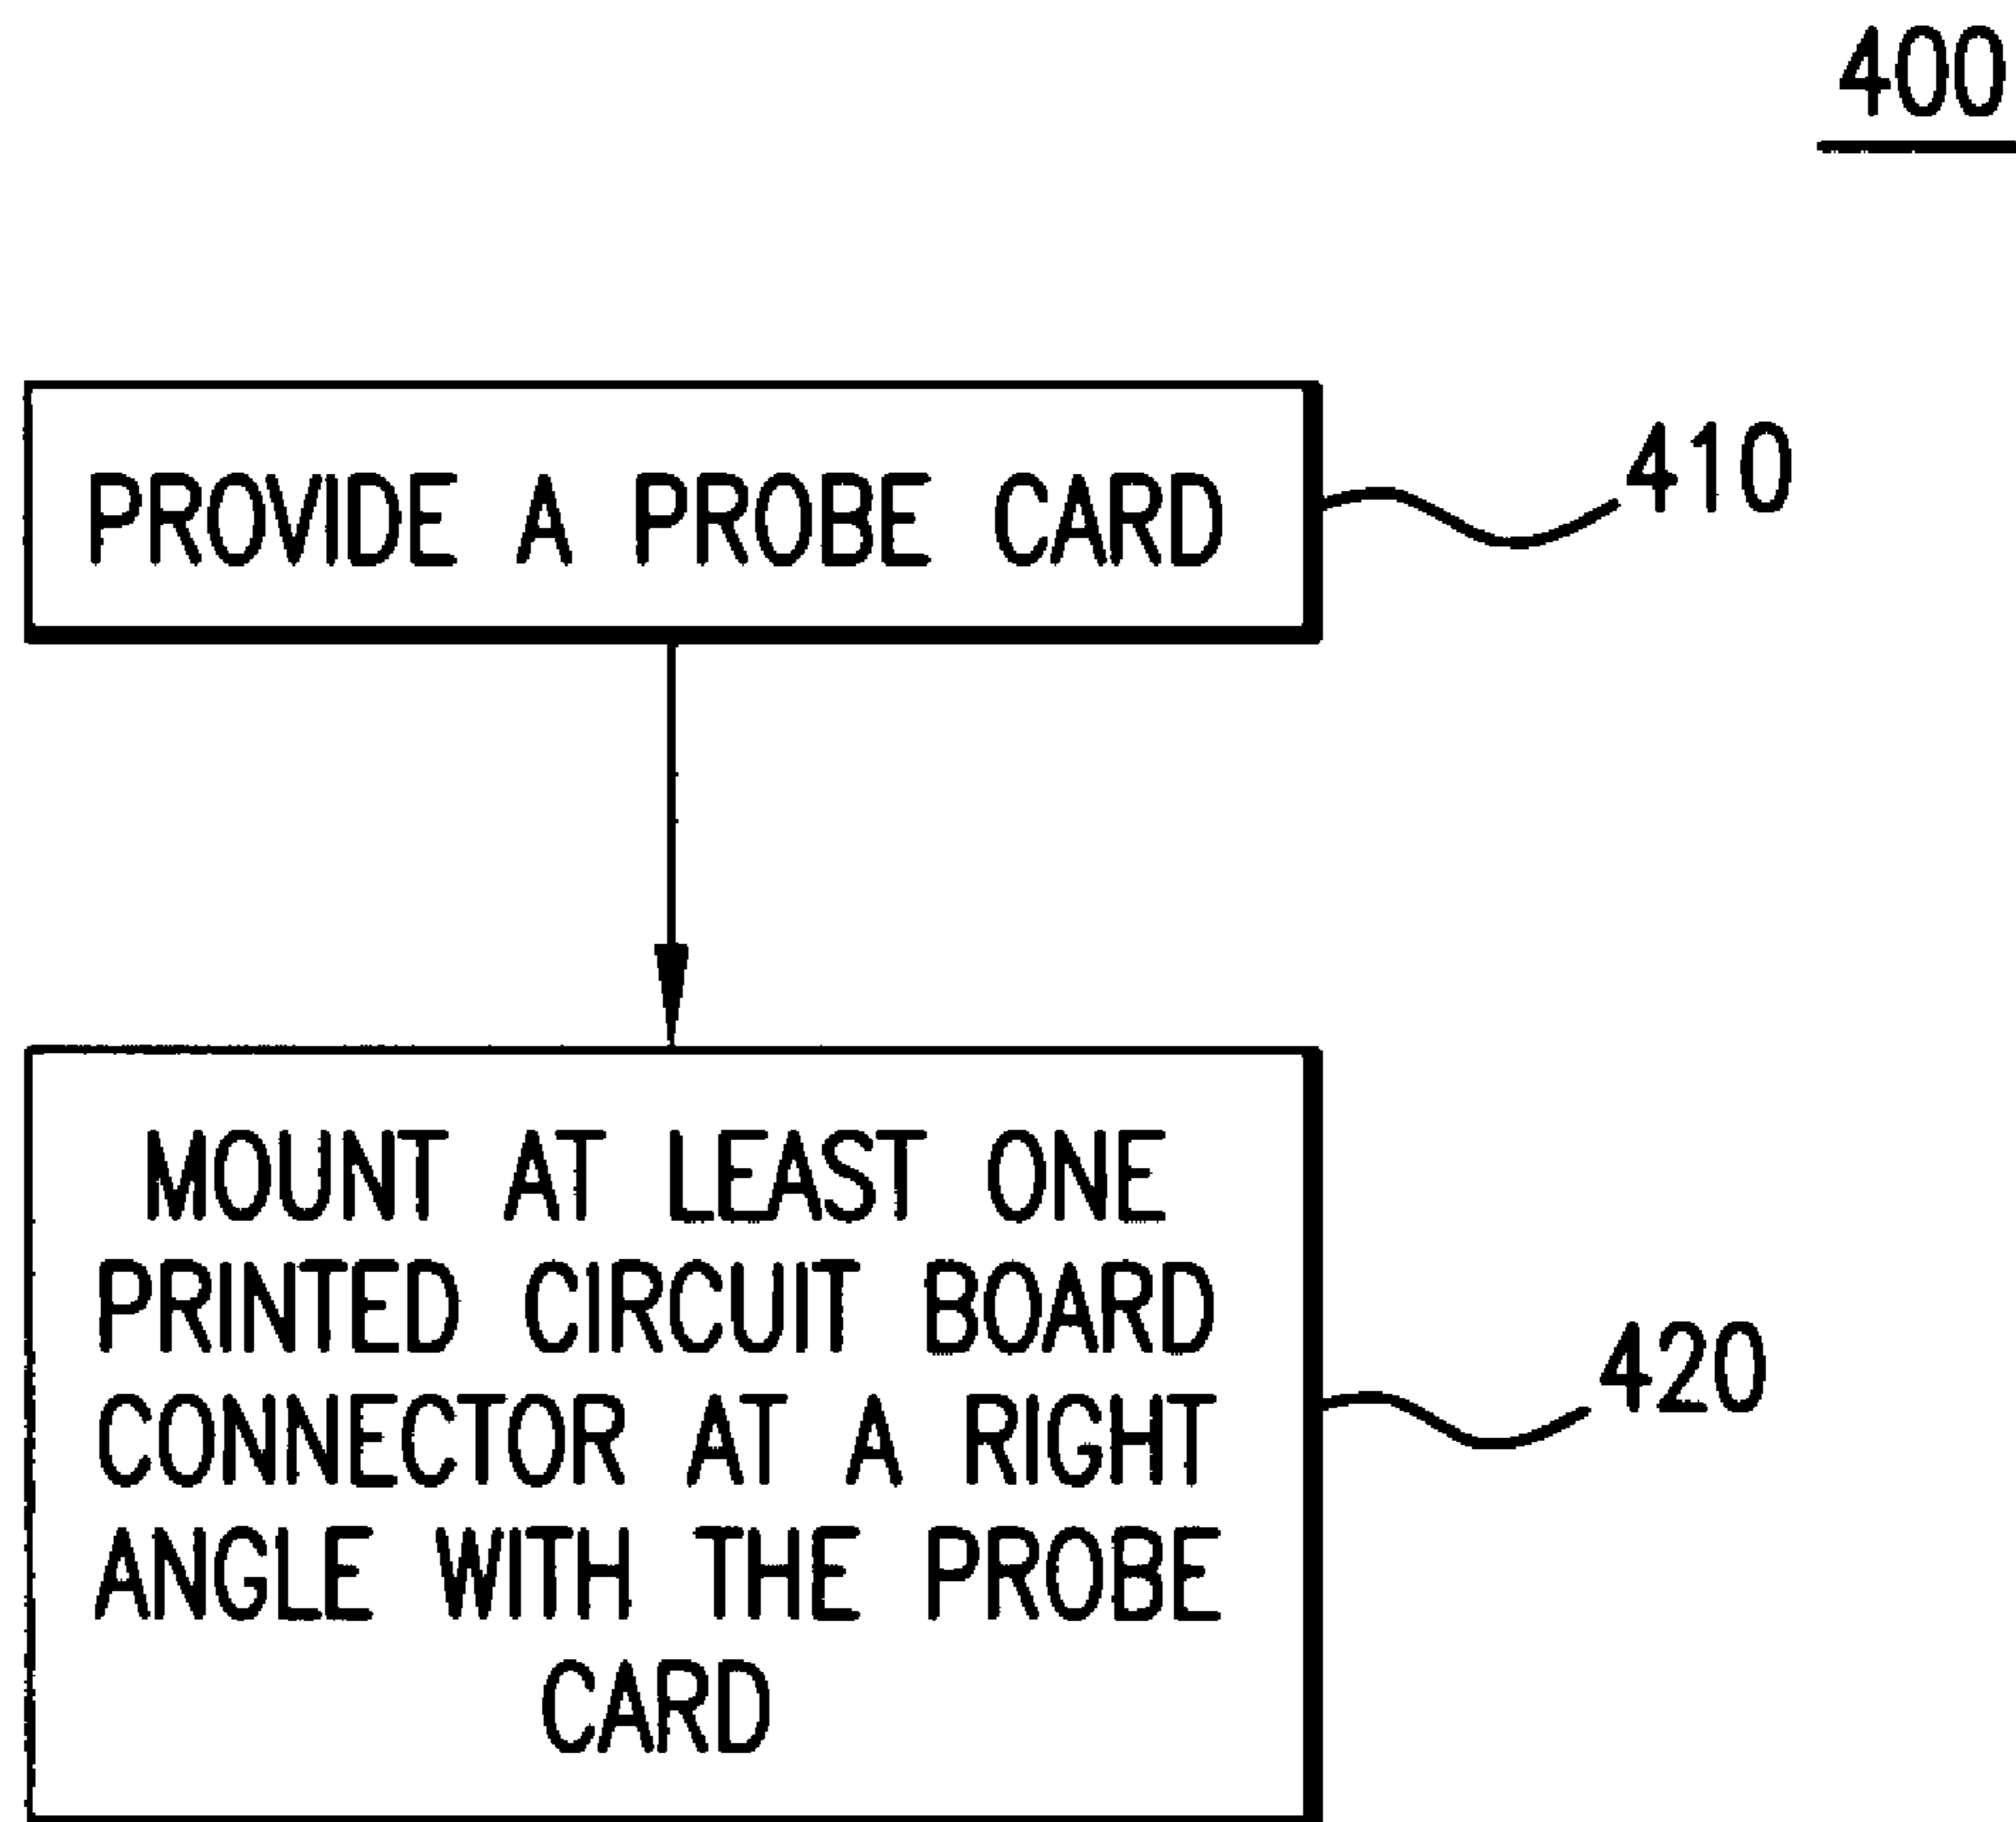 400
PROVIDE A PROBE CARD
410
MOUNT AT LEAST ONE
PRINTED CIRCUIT BOARD
CONNECTOR AT A RIGHT
ANGLE WITH THE PROBE
CARD
420